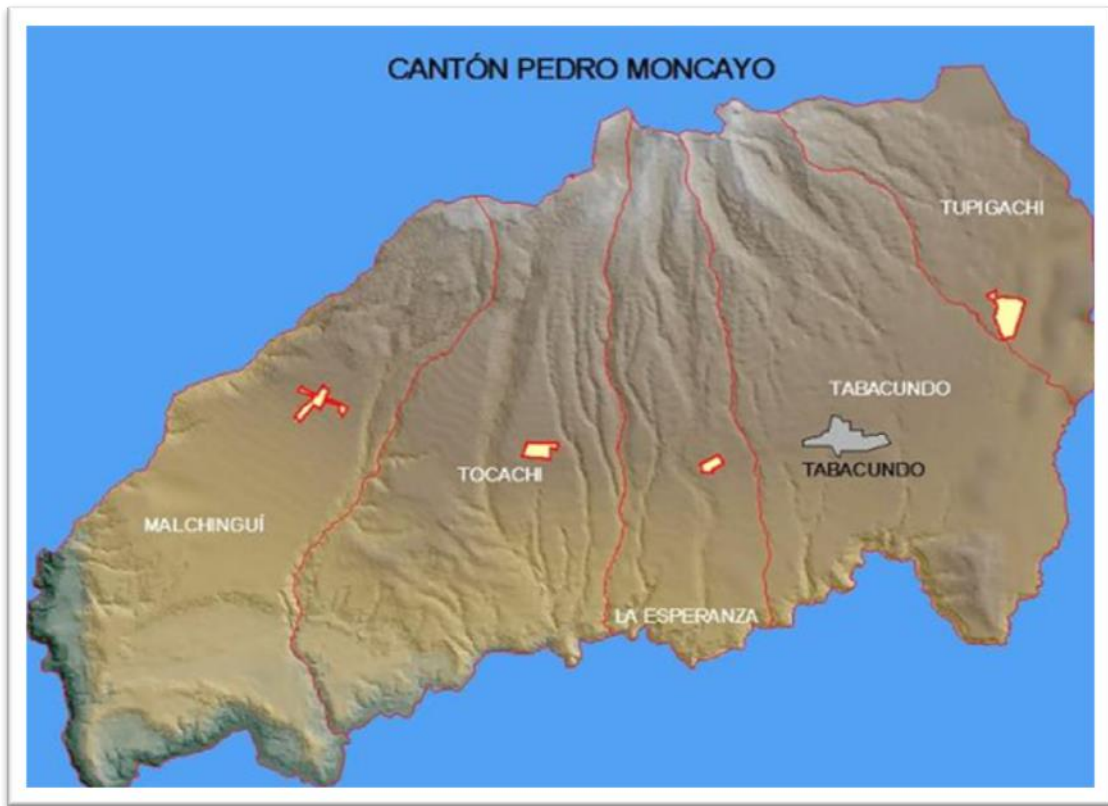 CANTÓN PEDRO MONCAYO
TUPIGACHI
TABACUNDO
TABACUNDO
TOCACHI
MALCHINGUÍ
LA ESPERANZA